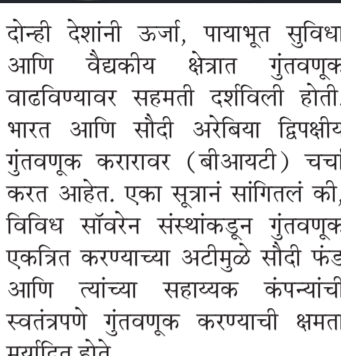 दोन्ही देशांनी ऊर्जा, पायाभूत सुविधा
आणि वैद्यकीय क्षेत्रात गुंतवणूक
वाढविण्यावर सहमती दर्शविली होती.
भारत आणि सौदी अरेबिया द्विपक्षीय
गुंतवणूक करारावर (बीआयटी) चर्चा
करत आहेत. एका सूत्रानं सांगितलं की,
विविध सॉवरेन संस्थांकडून गुंतवणूक
एकत्रित करण्याच्या अटीमुळे सौदी फंड
आणि त्यांच्या सहाय्यक कंपन्यांची
स्वतंत्रपणे गुंतवणूक करण्याची क्षमता
मर्यादित होते